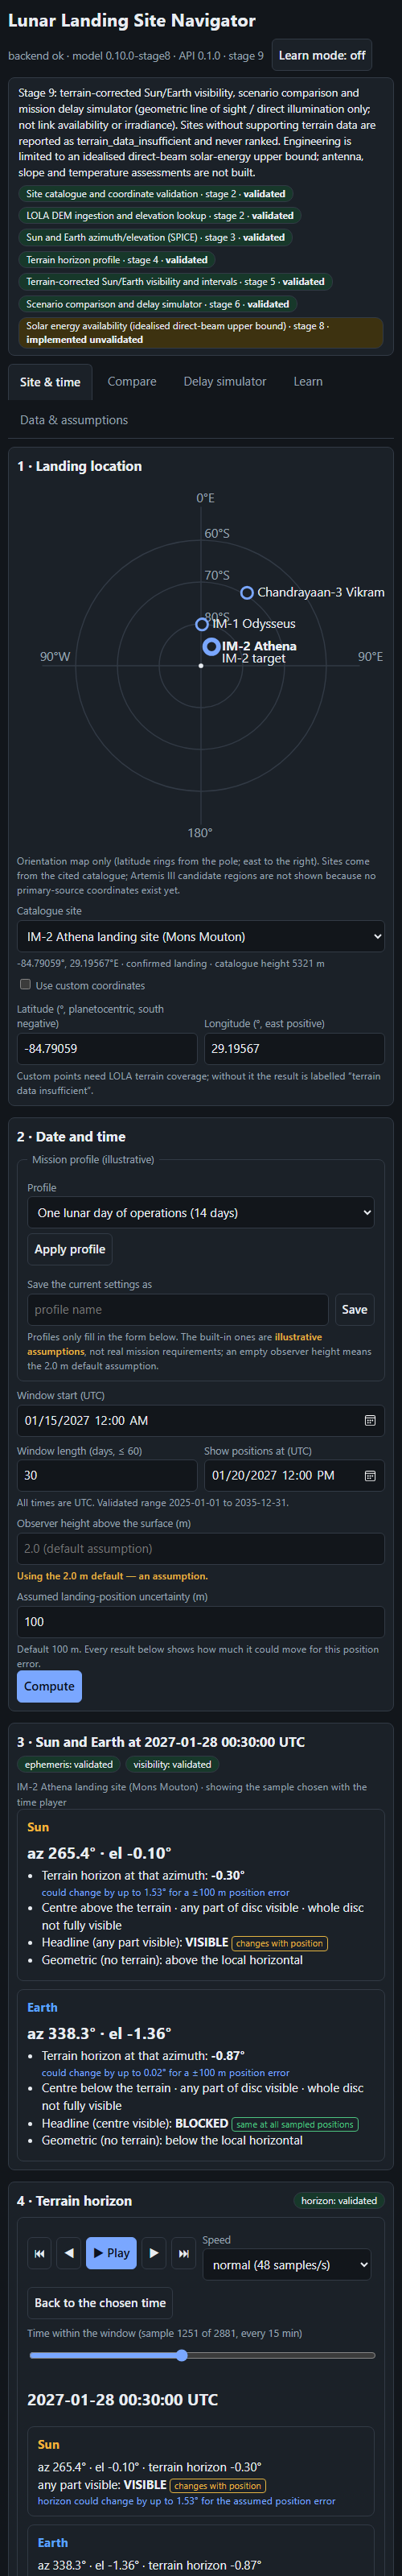 Lunar Landing Site Navigator
backend ok · model 0.10.0-stage8 · API 0.1.0 · stage 9
Learn mode: off
Stage 9: terrain-corrected Sun/Earth visibility, scenario comparison and
mission delay simulator (geometric line of sight / direct illumination only;
not link availability or irradiance). Sites without supporting terrain data are
reported as terrain_data_insufficient and never ranked. Engineering is
limited to an idealised direct-beam solar-energy upper bound; antenna,
slope and temperature assessments are not built.
Site catalogue and coordinate validation · stage 2 · validated
LOLA DEM ingestion and elevation lookup · stage 2 · validated
Sun and Earth azimuth/elevation (SPICE) · stage 3 · validated
Terrain horizon profile · stage 4 · validated
Terrain-corrected Sun/Earth visibility and intervals · stage 5 · validated
Scenario comparison and delay simulator · stage 6 · validated
Solar energy availability (idealised direct-beam upper bound) · stage 8 ·
implemented unvalidated
Site & time
Compare
Delay simulator
Learn
Data & assumptions
1 · Landing location
0°E
60°S
70°S
Chandrayaan-3 Vikram
80°S
IM-1 Odysseus
IM-2 Athena
IM-2 target
90°W
90°E
180°
Orientation map only (latitude rings from the pole; east to the right). Sites come
from the cited catalogue; Artemis III candidate regions are not shown because no
primary-source coordinates exist yet.
Catalogue site
IM-2 Athena landing site (Mons Mouton)
-84.79059°, 29.19567°E · confirmed landing · catalogue height 5321 m
Use custom coordinates
Latitude (°, planetocentric, south
negative)
Longitude (°, east positive)
-84.79059
29.19567
Custom points need LOLA terrain coverage; without it the result is labelled "terrain
data insufficient".
2 · Date and time
Mission profile (illustrative)
Profile
One lunar day of operations (14 days)
Apply profile
Save the current settings as
profile name
Save
Profiles only fill in the form below. The built-in ones are illustrative
assumptions, not real mission requirements; an empty observer height means
the 2.0 m default assumption.
Window start (UTC)
01/15/2027 12:00 AM
Window length (days, ≤ 60)
Show positions at (UTC)
30
01/20/2027 12:00 PM
All times are UTC. Validated range 2025-01-01 to 2035-12-31.
Observer height above the surface (m)
2.0 (default assumption)
Using the 2.0 m default — an assumption.
Assumed landing-position uncertainty (m)
100
Default 100 m. Every result below shows how much it could move for this position
error.
Compute
3 · Sun and Earth at 2027-01-28 00:30:00 UTC
ephemeris: validated
visibility: validated
IM-2 Athena landing site (Mons Mouton) · showing the sample chosen with the
time player
Sun
az 265.4° · el -0.10°
Terrain horizon at that azimuth: -0.30°
could change by up to 1.53° for a ±100 m position error
Centre above the terrain · any part of disc visible · whole disc
not fully visible
Headline (any part visible): VISIBLE changes with position
Geometric (no terrain): above the local horizontal
Earth
az 338.3° · el -1.36°
Terrain horizon at that azimuth: -0.87°
could change by up to 0.02° for a ±100 m position error
Centre below the terrain · any part of disc visible · whole disc
not fully visible
Headline (centre visible): BLOCKED same at all sampled positions
Geometric (no terrain): below the local horizontal
4 · Terrain horizon
horizon: validated
Play
Speed
normal (48 samples/s)
Back to the chosen time
Time within the window (sample 1251 of 2881, every 15 min)
2027-01-28 00:30:00 UTC
Sun
az 265.4° · el -0.10° · terrain horizon -0.30°
any part visible: VISIBLE changes with position
horizon could change by up to 1.53° for the assumed position error
Earth
az 338.3° · el -1.36° · terrain horizon -0.87°